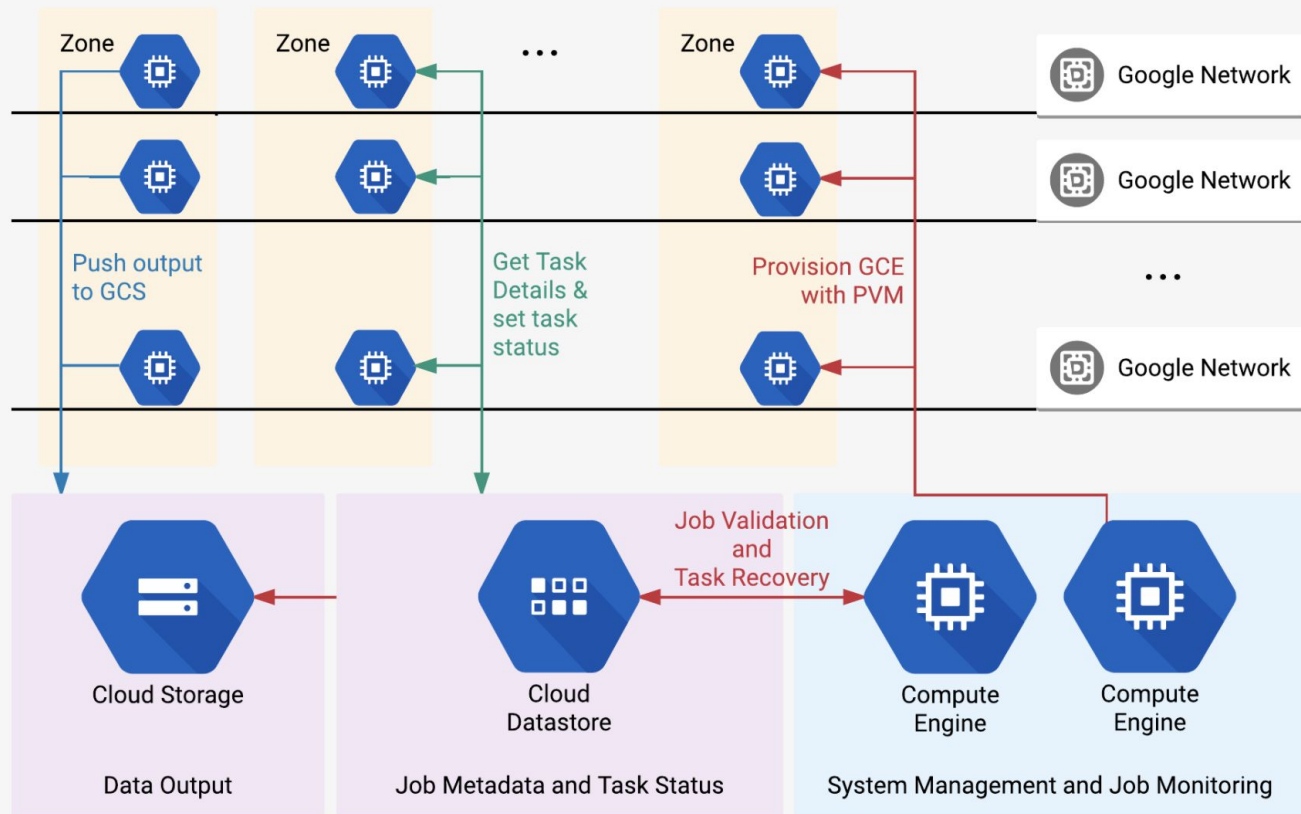 Zone
Zone
...
Zone
Google Network
Google Network
Push output
to GCS
Get Task
Details &
set task
status
Provision GCE
with PVM
...
Google Network
Job Validation
and
Task Recovery
Cloud Storage
Cloud
Datastore
Compute
Engine
Compute
Engine
Data Output
Job Metadata and Task Status
System Management and Job Monitoring